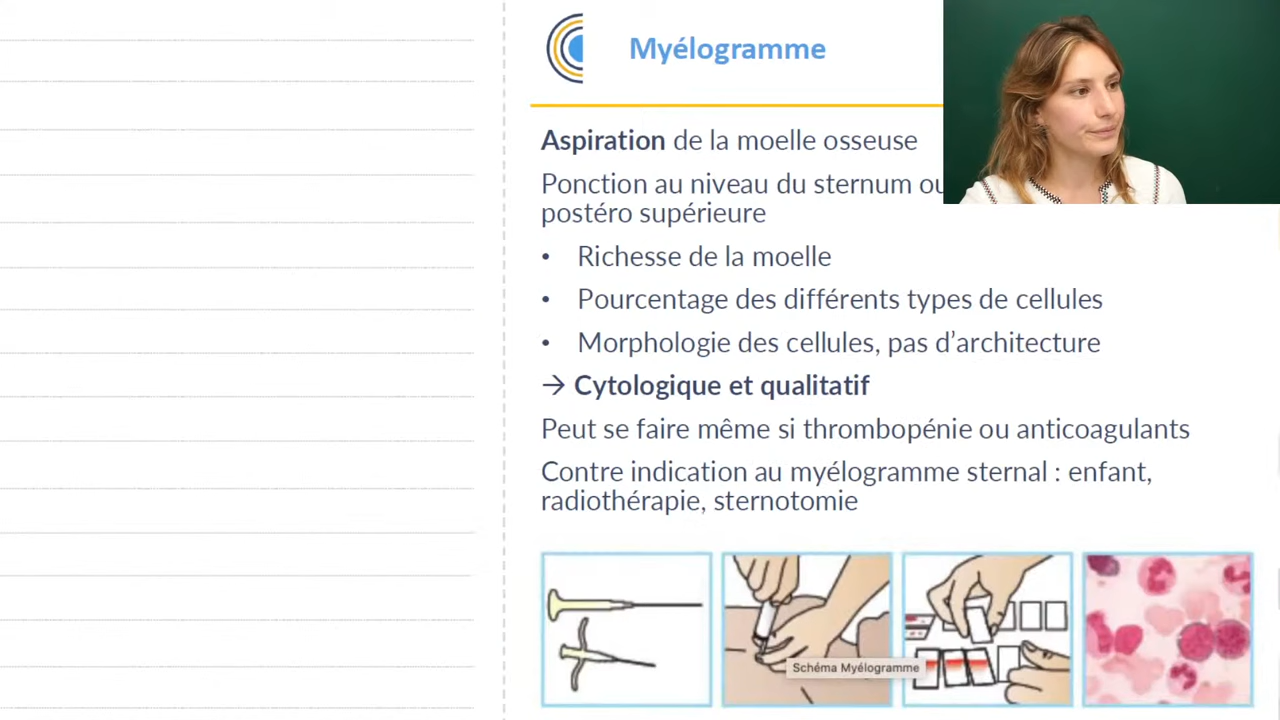 Myélogramme
Aspiration de la moelle osseuse
Ponction au niveau du sternum ou
postéro supérieure
• Richesse de la moelle
• Pourcentage des différents types de cellules
• Morphologie des cellules, pas d’architecture
→ Cytologique et qualitatif
Peut se faire même si thrombopénie ou anticoagulants
Contre indication au myélogramme sternal : enfant,
radiothérapie, sternotomie
Schéma Myélogramme